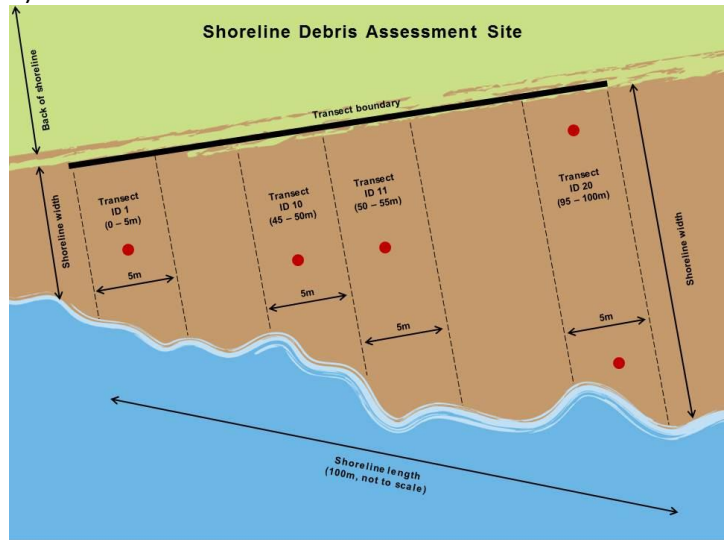 Shoreline Debris Assessment Site
Back of shoreline
Transect boundary
Shoreline width
Transect
ID 1
(0 – 5m)
5m
Transect
ID 10
(45 – 50m)
5m
Transect
ID 11
(50 – 55m)
5m
Transect
ID 20
(95 – 100m)
5m
Shoreline width
Shoreline length
(100m, not to scale)